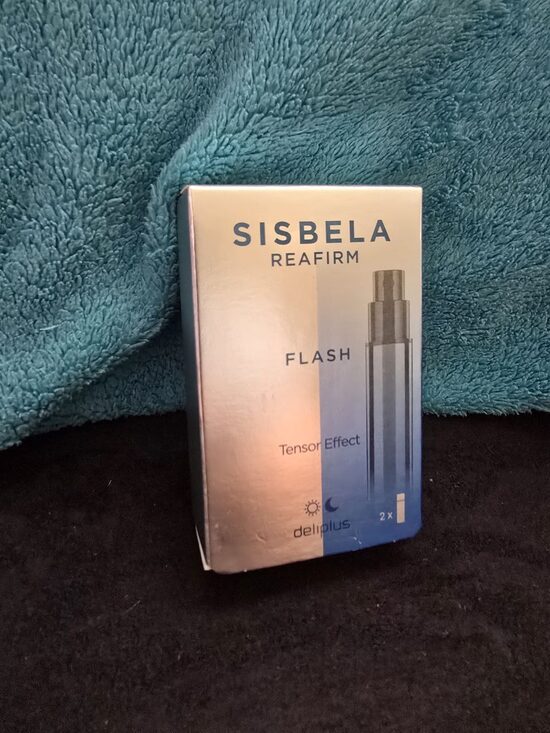 SISBELA
REAFIRM
FLASH
Tensor Effect
deliplus
2 x